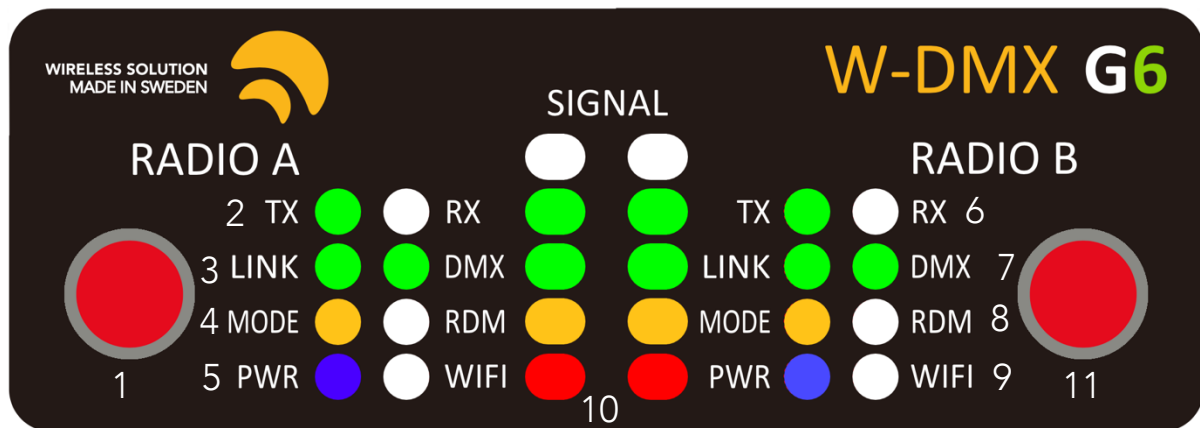 WIRELESS SOLUTION
MADE IN SWEDEN
W-DMX G6
SIGNAL
RADIO A
RADIO B
2 TX RX TX RX 6
3 LINK DMX LINK DMX 7
4 MODE RDM MODE RDM 8
5 PWR WIFI PWR WIFI 9
1 10 11